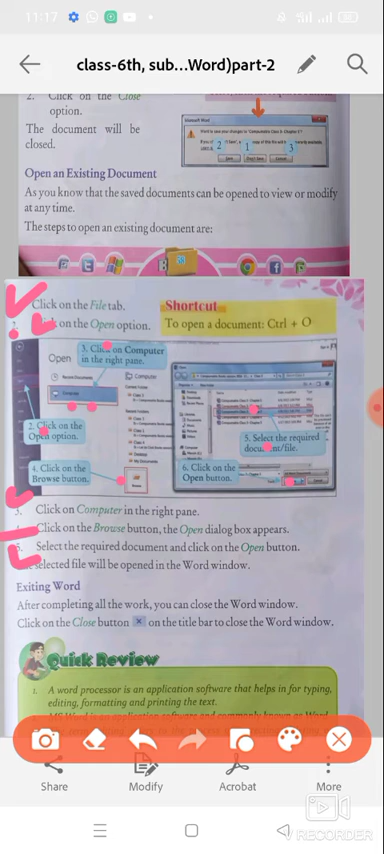 11:17
class-6th, sub...Word)part-2
2. Click on the Close
option.
The document will be
closed.
2 1 3
Open an Existing Document
As you know that the saved documents can be opened to view or modify
at any time.
The steps to open an existing document are:
Click on the File tab.
on the Open option.
Shortcut
To open a document: Ctrl + O
3. Click on Computer
in the right pane.
Open
Computer
2. Click on the
Open option.
4. Click on the
Browse button.
5. Select the required
document/file.
6. Click on the
Open button.
3. Click on Computer in the right pane.
Click on the Browse button, the Open dialog box appears.
5. Select the required document and click on the Open button.
selected file will be opened in the Word window.
Exiting Word
After completing all the work, you can close the Word window.
Click on the Close button × on the title bar to close the Word window.
Quick Review
1. A word processor is an application software that helps in for typing,
editing, formatting and printing the text.
Share
Modify
Acrobat
More
RECORDER